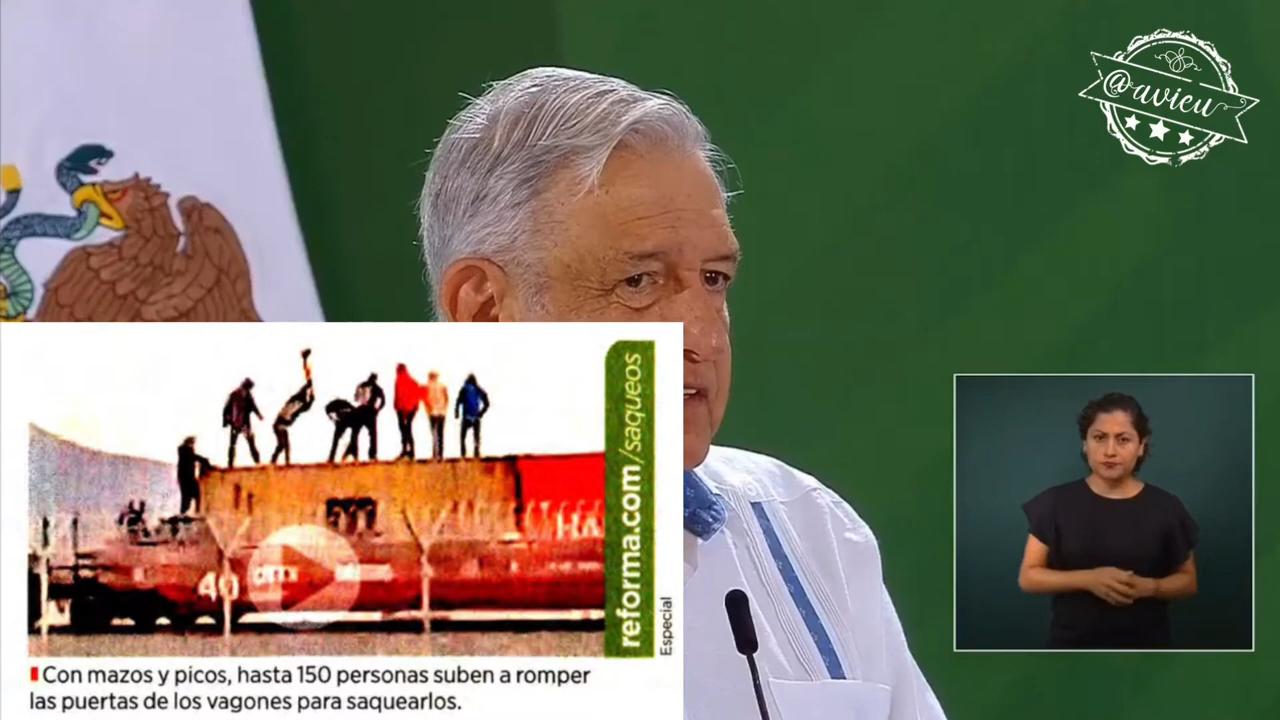 @avieu
reforma.com/saqueos
Especial
Con mazos y picos, hasta 150 personas suben a romper
las puertas de los vagones para saquearlos.